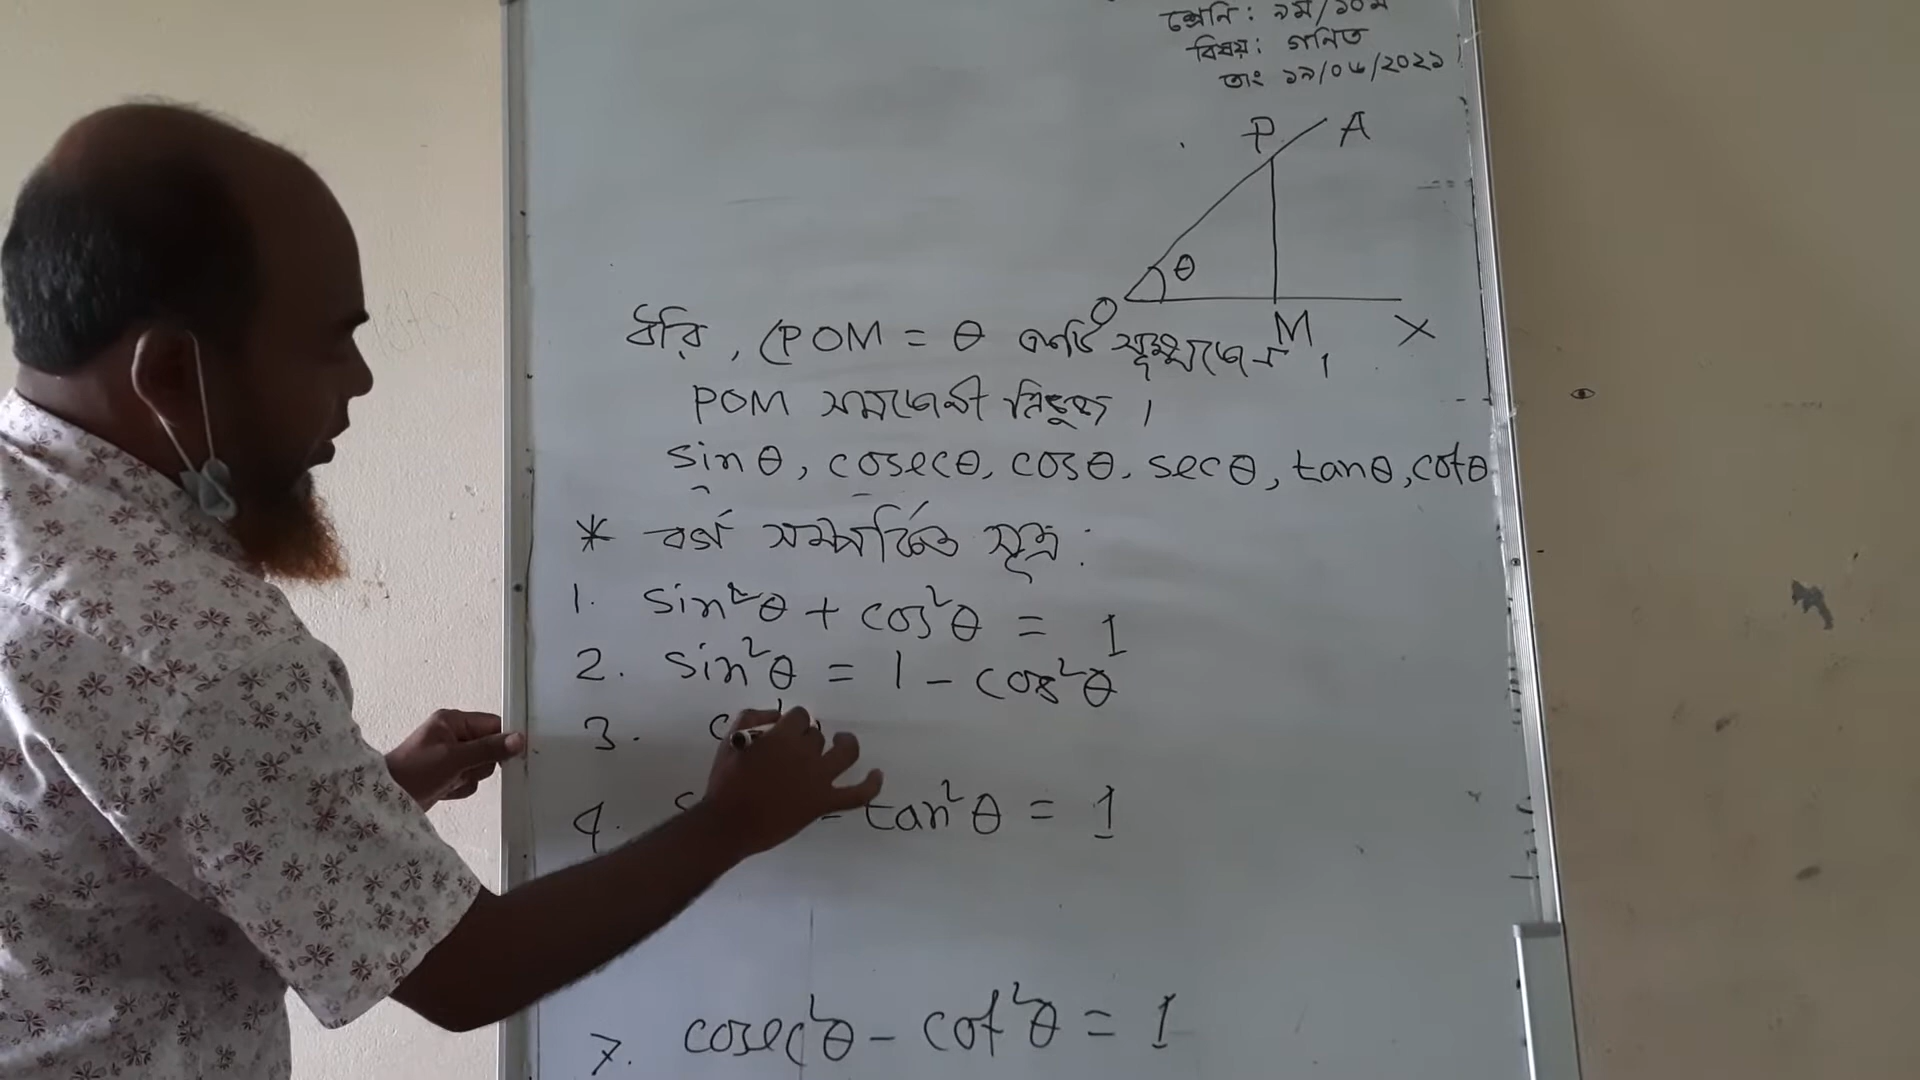 শ্রেনি : ৯ম/১০ম
বিষয় : গনিত
তাং ১৯/০৬/২০২১
P A
θ
O M X
ধরি , ∠POM = θ একটি সূক্ষ্মকোণ ।
POM সমকোণী ত্রিভুজ ।
sinθ, cosecθ, cosθ, secθ, tanθ, cotθ
* বর্গ সম্পর্কিত সূত্র :
1. sin²θ + cos²θ = 1
2. sin²θ = 1 - cos²θ
3. c
4. s - tan²θ = 1
7. cosec²θ - cot²θ = 1